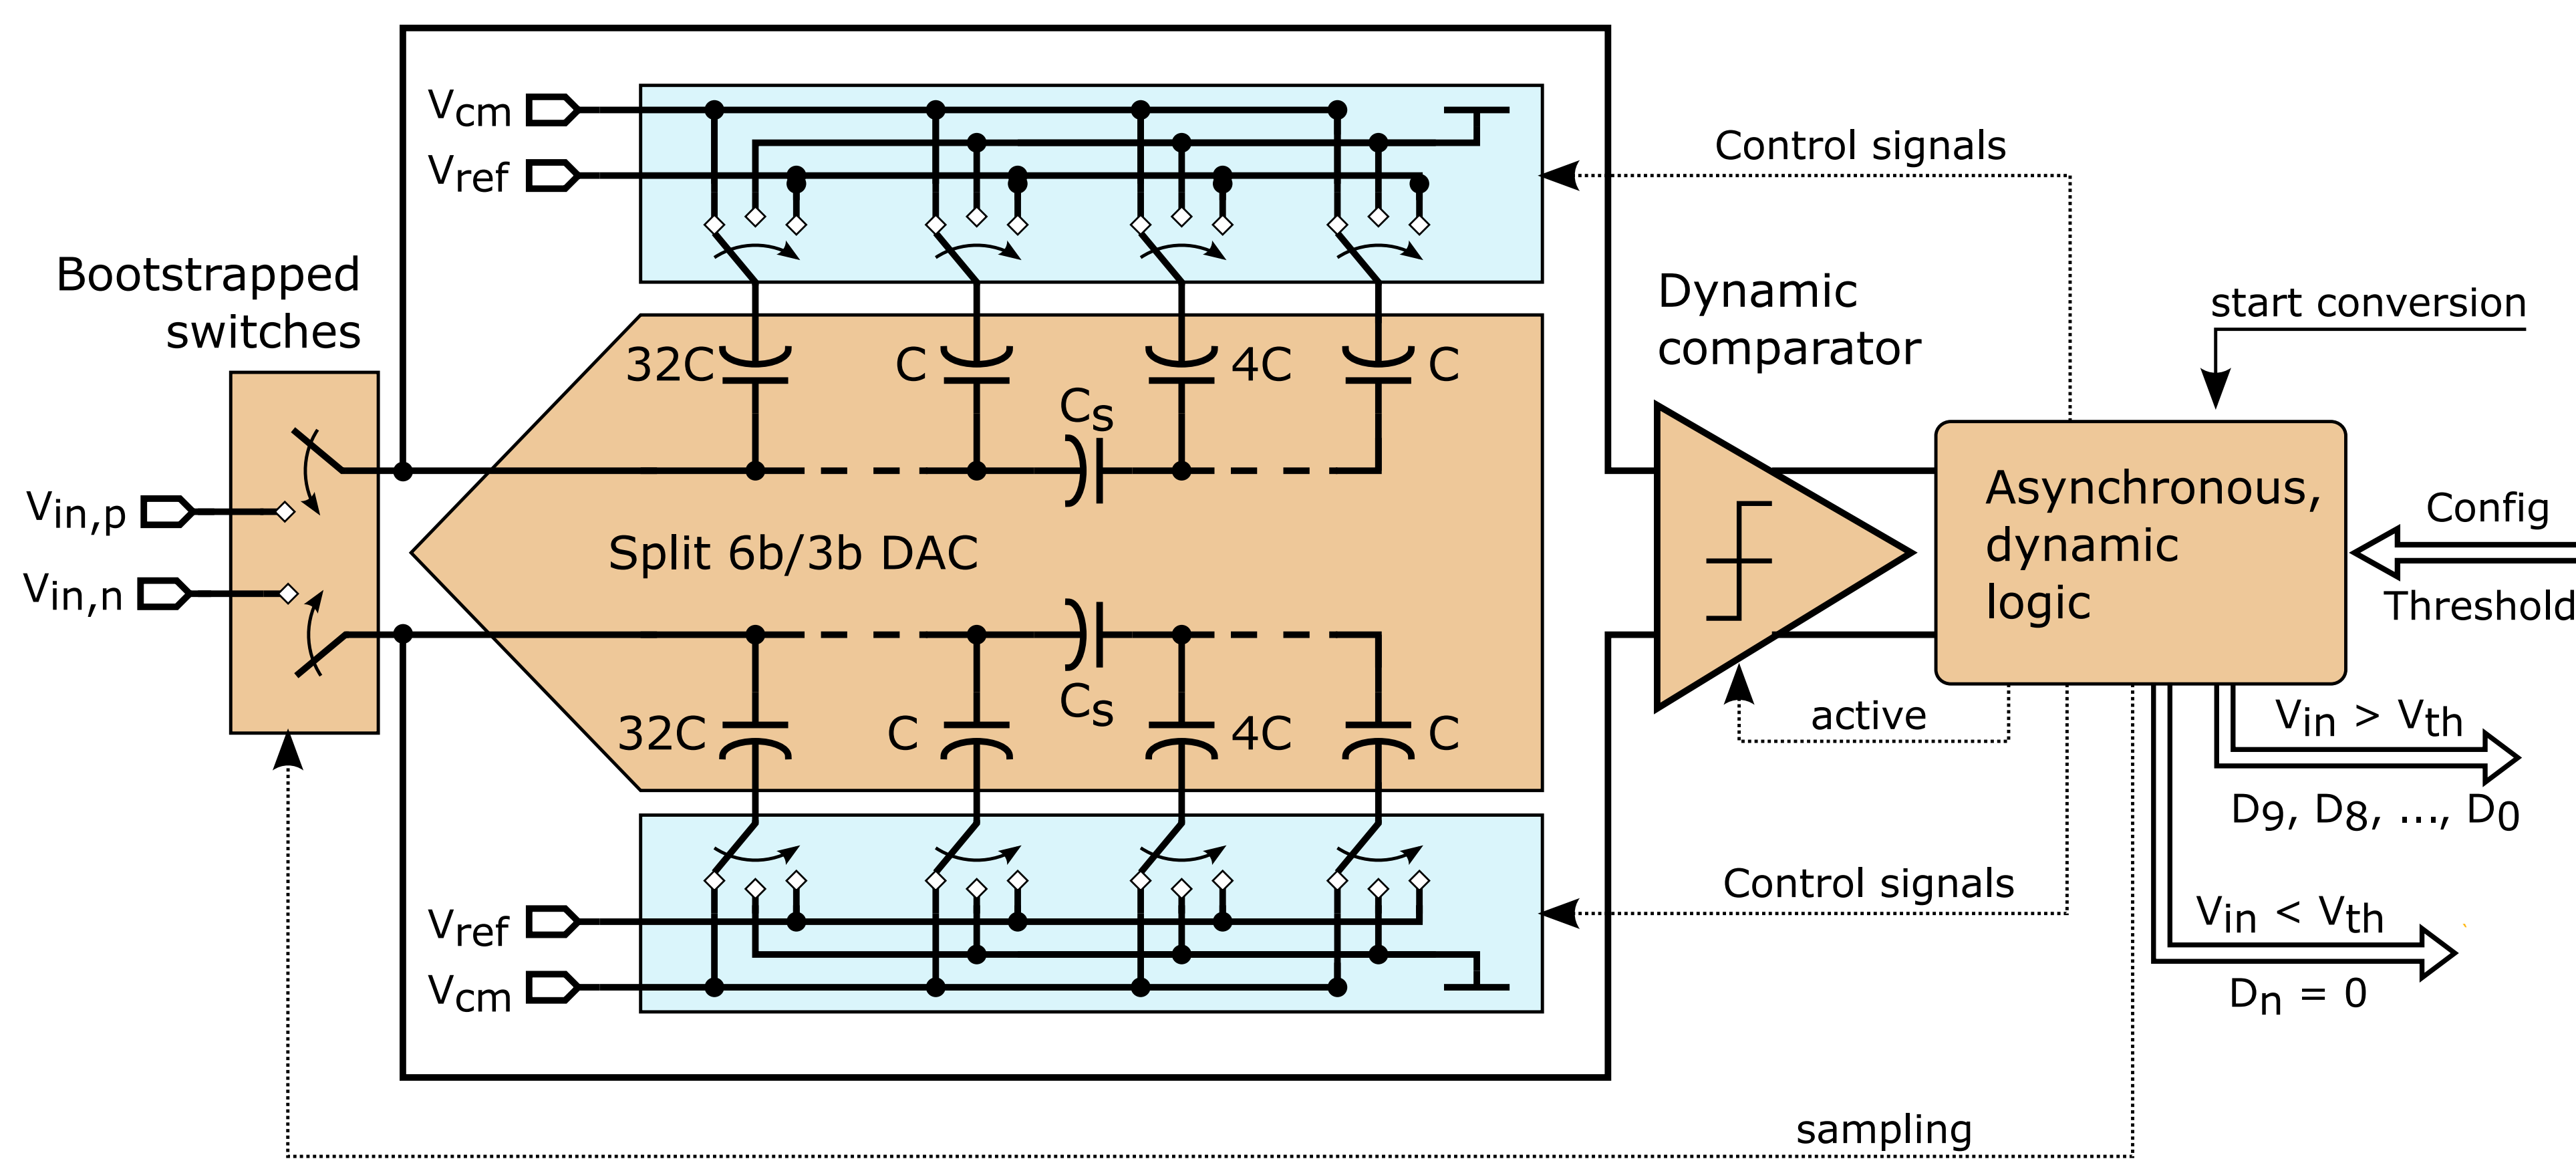 Vcm
Vref
Control signals
Bootstrapped
switches
Dynamic
comparator
start conversion
32C
C
4C
C
Cs
Vin,p
Vin,n
Split 6b/3b DAC
Asynchronous,
dynamic
logic
Config
Threshold
Cs
32C
C
4C
C
active
Vin > Vth
D9, D8, ..., D0
Control signals
Vin < Vth
Dn = 0
Vref
Vcm
sampling